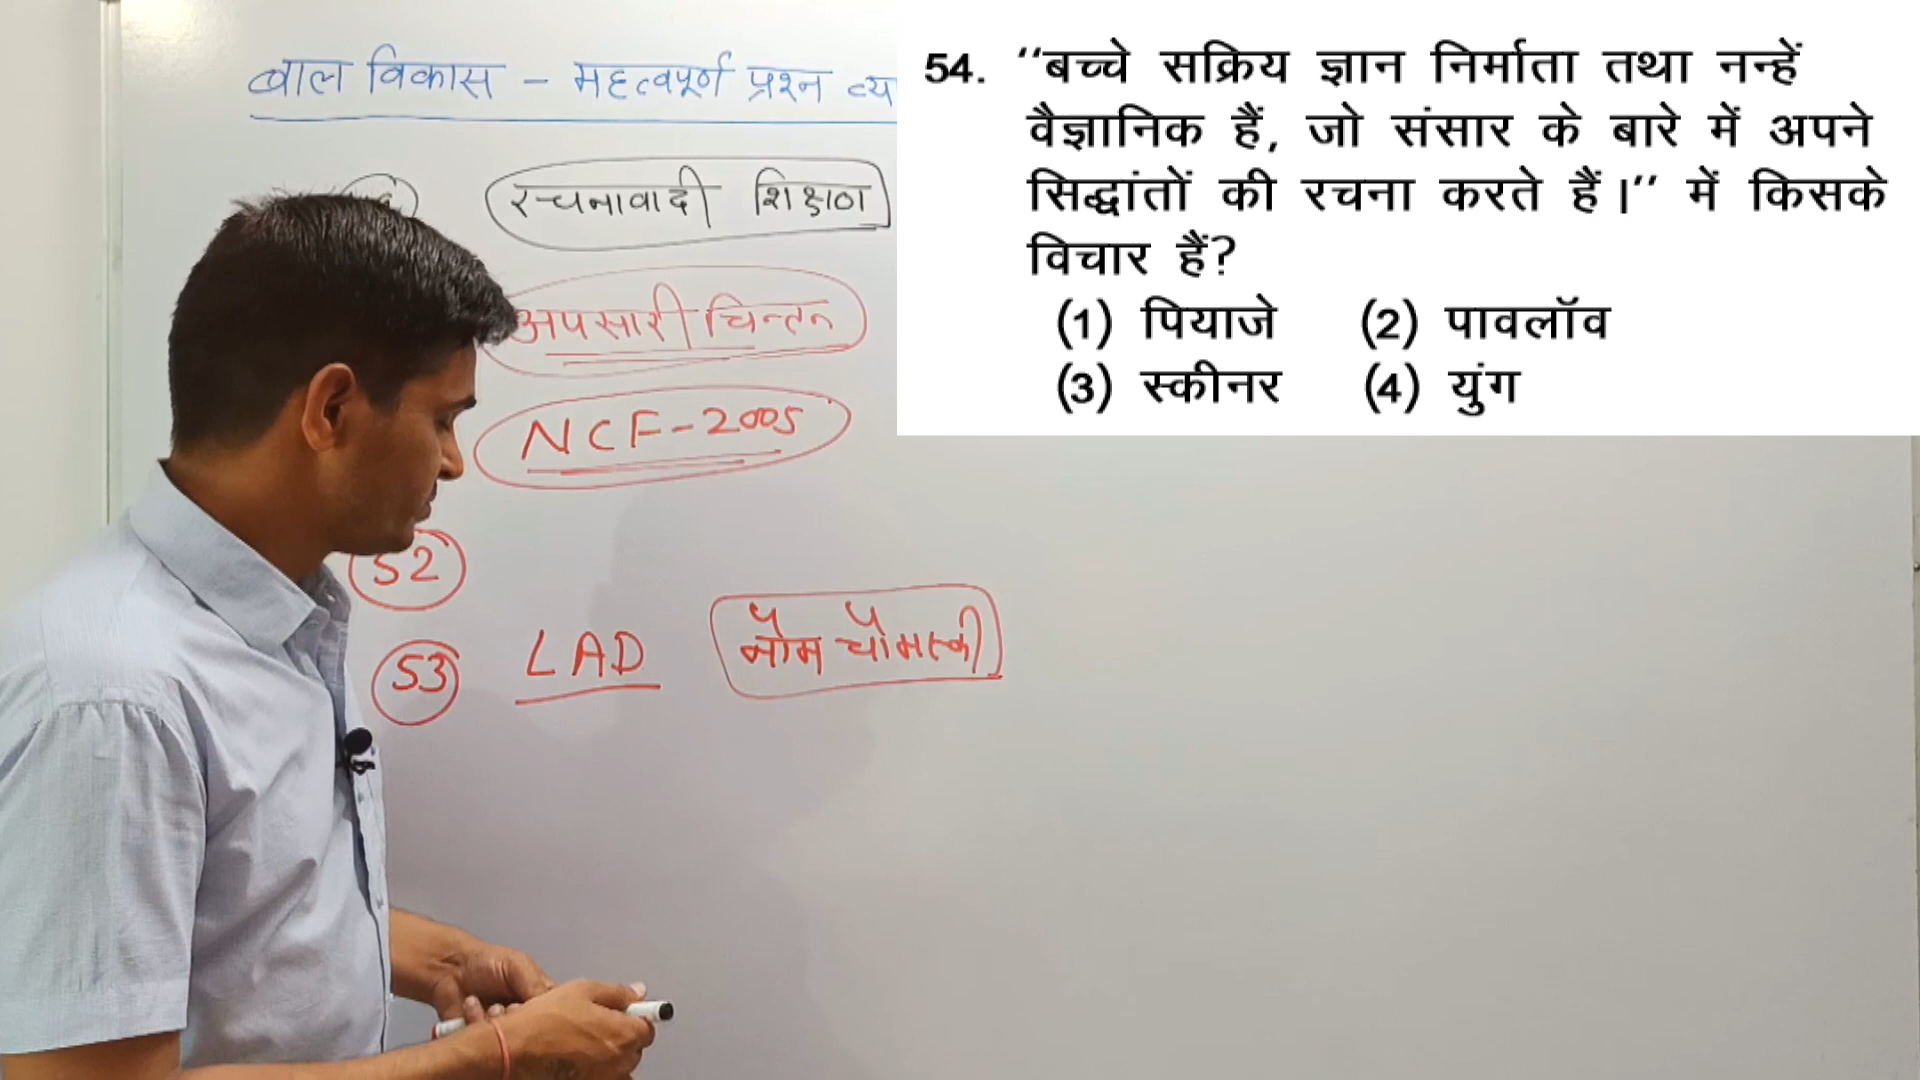 बाल विकास - महत्वपूर्ण प्रश्न व्या
रचनावादी शिक्षण
अपसारी चिन्तन
NCF-2005
52
53 LAD नॉम चॉमस्की
54. ‘‘बच्चे सक्रिय ज्ञान निर्माता तथा नन्हें
वैज्ञानिक हैं, जो संसार के बारे में अपने
सिद्धांतों की रचना करते हैं।’’ में किसके
विचार हैं?
(1) पियाजे (2) पावलॉव
(3) स्कीनर (4) युंग